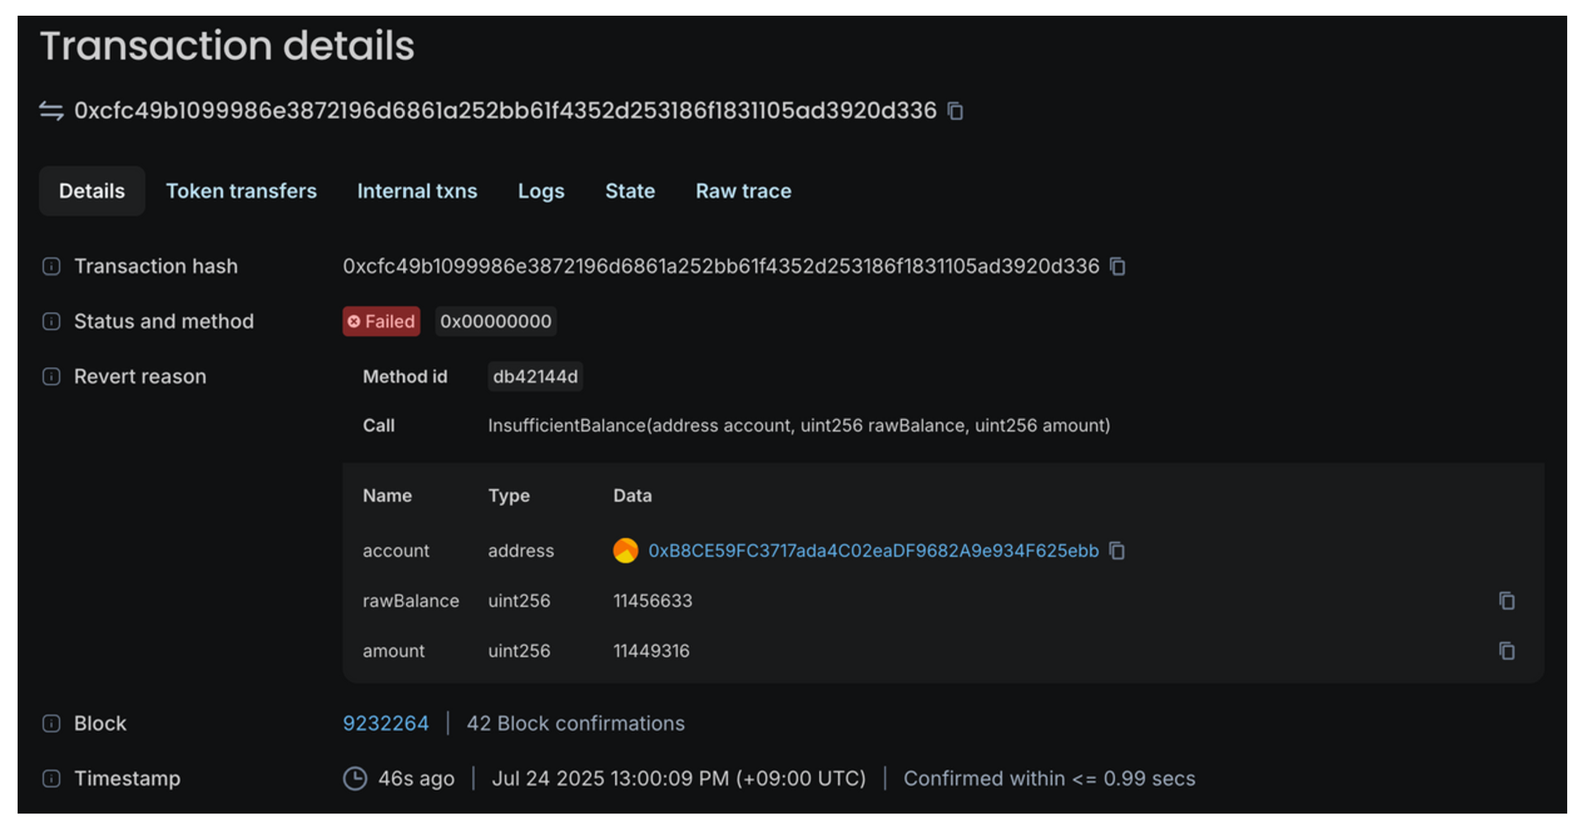 Transaction details
0xcfc49b1099986e3872196d6861a252bb61f4352d253186f1831105ad3920d336
Details Token transfers Internal txns Logs State Raw trace
Transaction hash 0xcfc49b1099986e3872196d6861a252bb61f4352d253186f1831105ad3920d336
Status and method Failed 0x00000000
Revert reason Method id db42144d
Call InsufficientBalance(address account, uint256 rawBalance, uint256 amount)
Name Type Data
account address 0xB8CE59FC3717ada4C02eaDF9682A9e934F625ebb
rawBalance uint256 11456633
amount uint256 11449316
Block 9232264 | 42 Block confirmations
Timestamp 46s ago | Jul 24 2025 13:00:09 PM (+09:00 UTC) | Confirmed within <= 0.99 secs